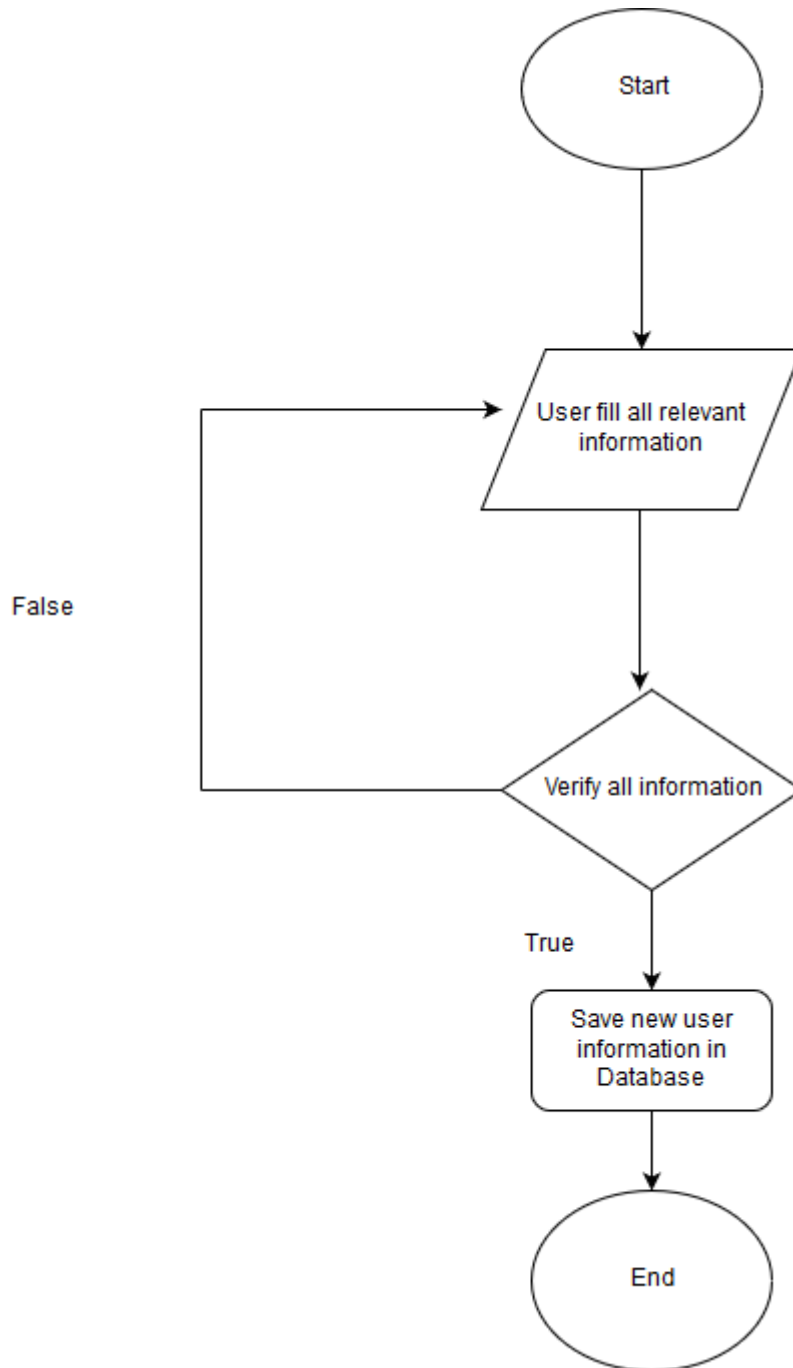 Start
User fill all relevant
information
False
Verify all information
True
Save new user
information in
Database
End